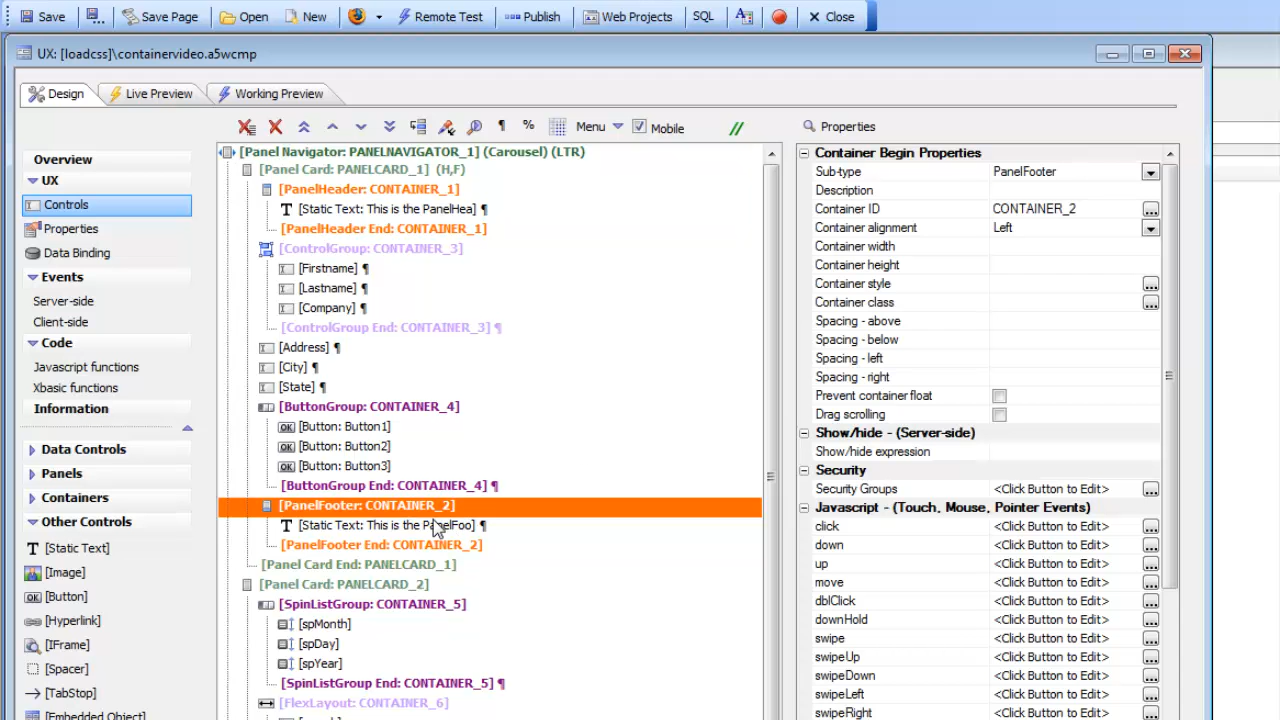 Save Save Page Open New Remote Test Publish Web Projects SQL Close
UX: [loadcss]\containervideo.a5wcmp
Design Live Preview Working Preview
¶ % Menu Mobile
Overview
UX
Controls
Properties
Data Binding
Events
Server-side
Client-side
Code
Javascript functions
Xbasic functions
Information
Data Controls
Panels
Containers
Other Controls
[Static Text]
[Image]
[Button]
[Hyperlink]
[IFrame]
[Spacer]
[TabStop]
[Embedded Object]
[Panel Navigator: PANELNAVIGATOR_1] (Carousel) (LTR)
[Panel Card: PANELCARD_1] (H,F)
[PanelHeader: CONTAINER_1]
[Static Text: This is the PanelHea] ¶
[PanelHeader End: CONTAINER_1]
[ControlGroup: CONTAINER_3]
[Firstname] ¶
[Lastname] ¶
[Company] ¶
[ControlGroup End: CONTAINER_3] ¶
[Address] ¶
[City] ¶
[State] ¶
[ButtonGroup: CONTAINER_4]
[Button: Button1]
[Button: Button2]
[Button: Button3]
[ButtonGroup End: CONTAINER_4] ¶
[PanelFooter: CONTAINER_2]
[Static Text: This is the PanelFoo] ¶
[PanelFooter End: CONTAINER_2]
[Panel Card End: PANELCARD_1]
[Panel Card: PANELCARD_2]
[SpinListGroup: CONTAINER_5]
[spMonth]
[spDay]
[spYear]
[SpinListGroup End: CONTAINER_5] ¶
[FlexLayout: CONTAINER_6]
Properties
Container Begin Properties
Sub-type PanelFooter
Description
Container ID CONTAINER_2
Container alignment Left
Container width
Container height
Container style
Container class
Spacing - above
Spacing - below
Spacing - left
Spacing - right
Prevent container float
Drag scrolling
Show/hide - (Server-side)
Show/hide expression
Security
Security Groups <Click Button to Edit>
Javascript - (Touch, Mouse, Pointer Events)
click <Click Button to Edit>
down <Click Button to Edit>
up <Click Button to Edit>
move <Click Button to Edit>
dblClick <Click Button to Edit>
downHold <Click Button to Edit>
swipe <Click Button to Edit>
swipeUp <Click Button to Edit>
swipeDown <Click Button to Edit>
swipeLeft <Click Button to Edit>
swipeRight <Click Button to Edit>